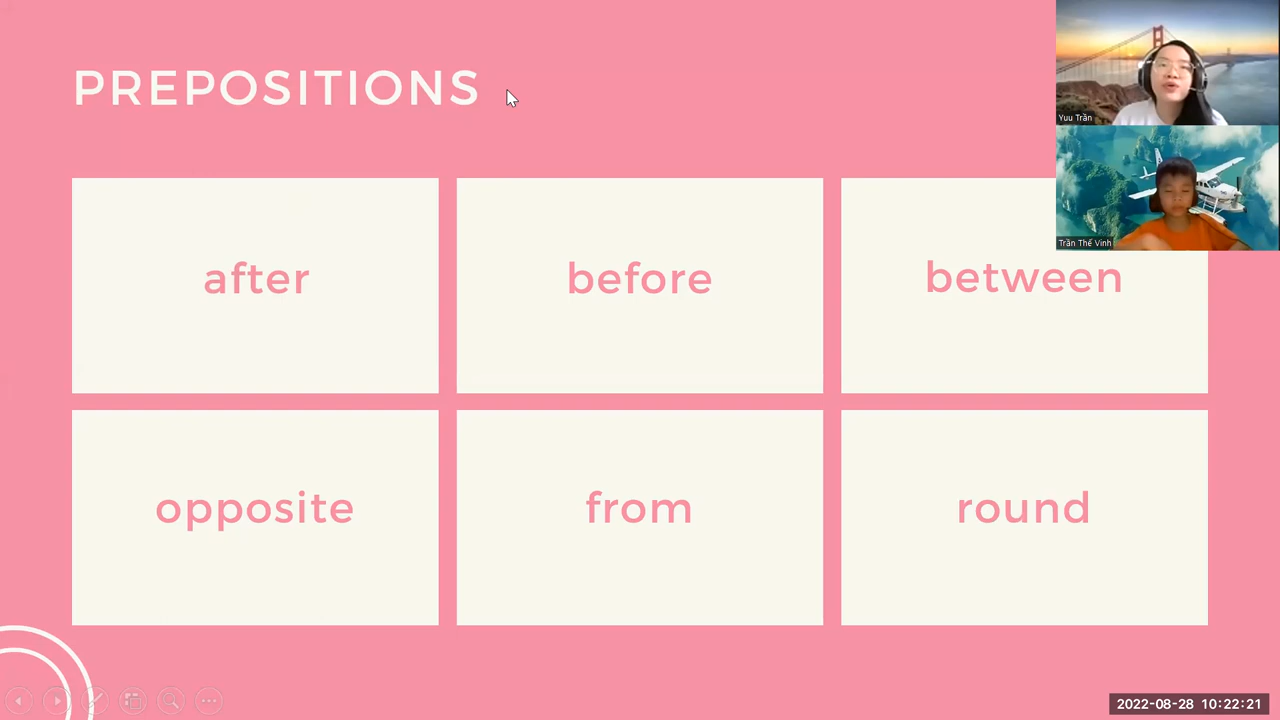 PREPOSITIONS
Yuu Trần
Trần Thế Vinh
after
before
between
opposite
from
round
2022-08-28 10:22:21